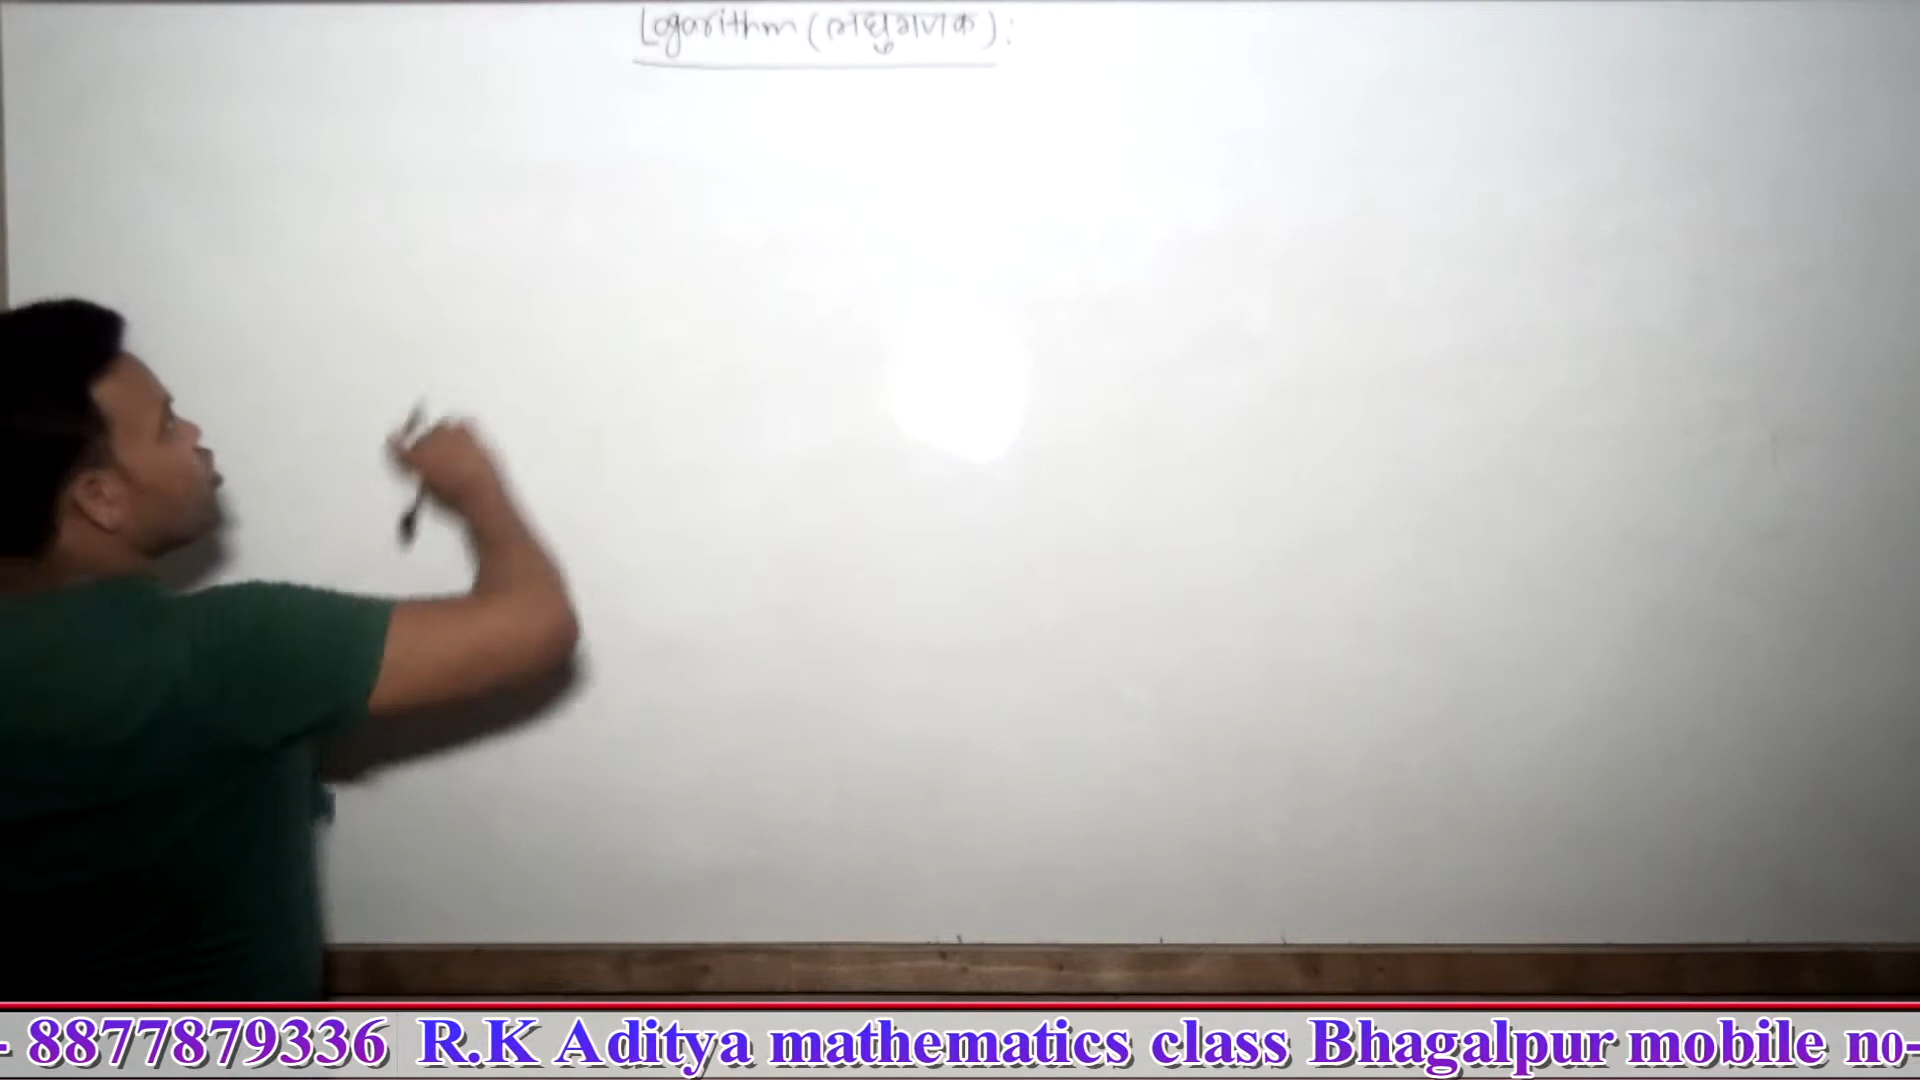 Logarithm (लघुगणक):
- 8877879336 R.K Aditya mathematics class Bhagalpur mobile no-